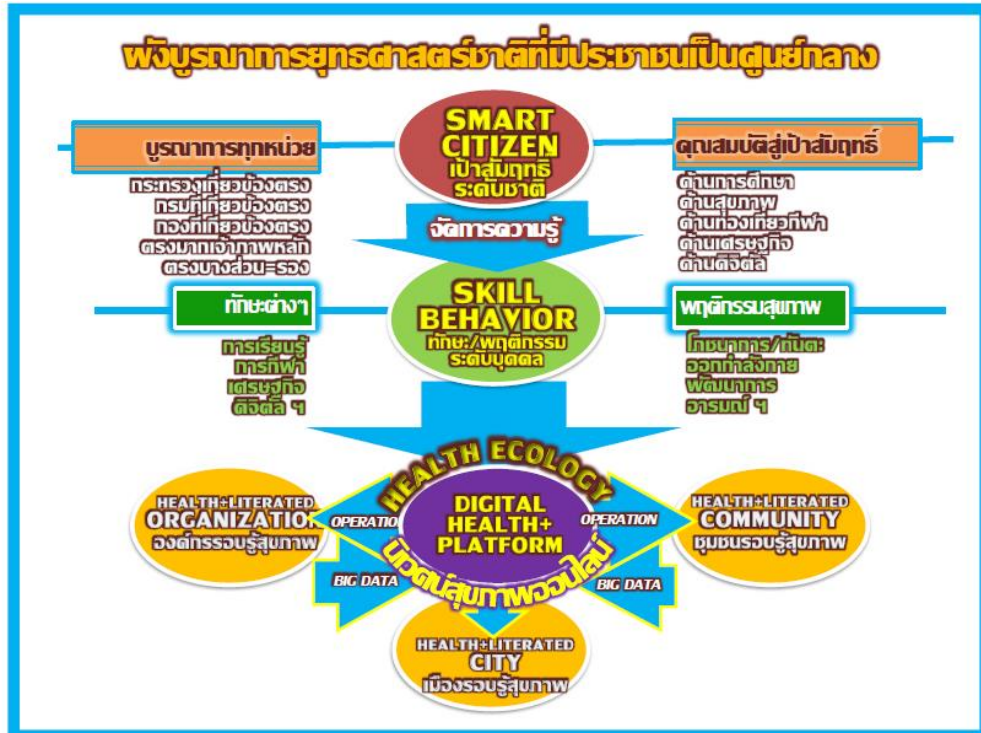 ผังบูรณาการยุทธศาสตร์ชาติที่มีประชาชนเป็นศูนย์กลาง
บูรณาการทุกหน่วย
กระทรวงเกี่ยวข้องตรง
กรมที่เกี่ยวข้องตรง
กองที่เกี่ยวข้องตรง
ตรงมากเจ้าภาพหลัก
ตรงบางส่วน=รอง
SMART
CITIZEN
เป้าสัมฤทธิ
ระดับชาติ
คุณสมบัติสู่เป้าสัมฤทธิ์
ด้านการศึกษา
ด้านสุขภาพ
ด้านท่องเที่ยวกีฬา
ด้านเศรษฐกิจ
ด้านดิจิตัล
จัดการความรู้
ทักษะต่างๆ
การเรียนรู้
การกีฬา
เศรษฐกิจ
ดิจิตัล ฯ
SKILL
BEHAVIOR
ทักษะ/พฤติกรรม
ระดับบุคคล
พฤติกรรมสุขภาพ
โภชนาการ/ทันตะ
ออกกำลังกาย
พัฒนาการ
อารมณ์ ฯ
HEALTH ECOLOGY
DIGITAL
HEALTH+
PLATFORM
นิเวศน์สุขภาพออนไลน์
HEALTH+LITERATED
ORGANIZATION
องค์กรรอบรู้สุขภาพ
OPERATION
BIG DATA
OPERATION
BIG DATA
HEALTH+LITERATED
COMMUNITY
ชุมชนรอบรู้สุขภาพ
HEALTH+LITERATED
CITY
เมืองรอบรู้สุขภาพ